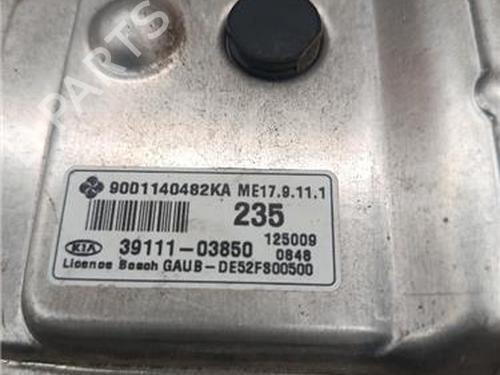 9001140482KA ME17.9.11.1
235
125009
KIA 39111-03850 0848
Licence Bosch GAUB-DE52F800500
PARTS